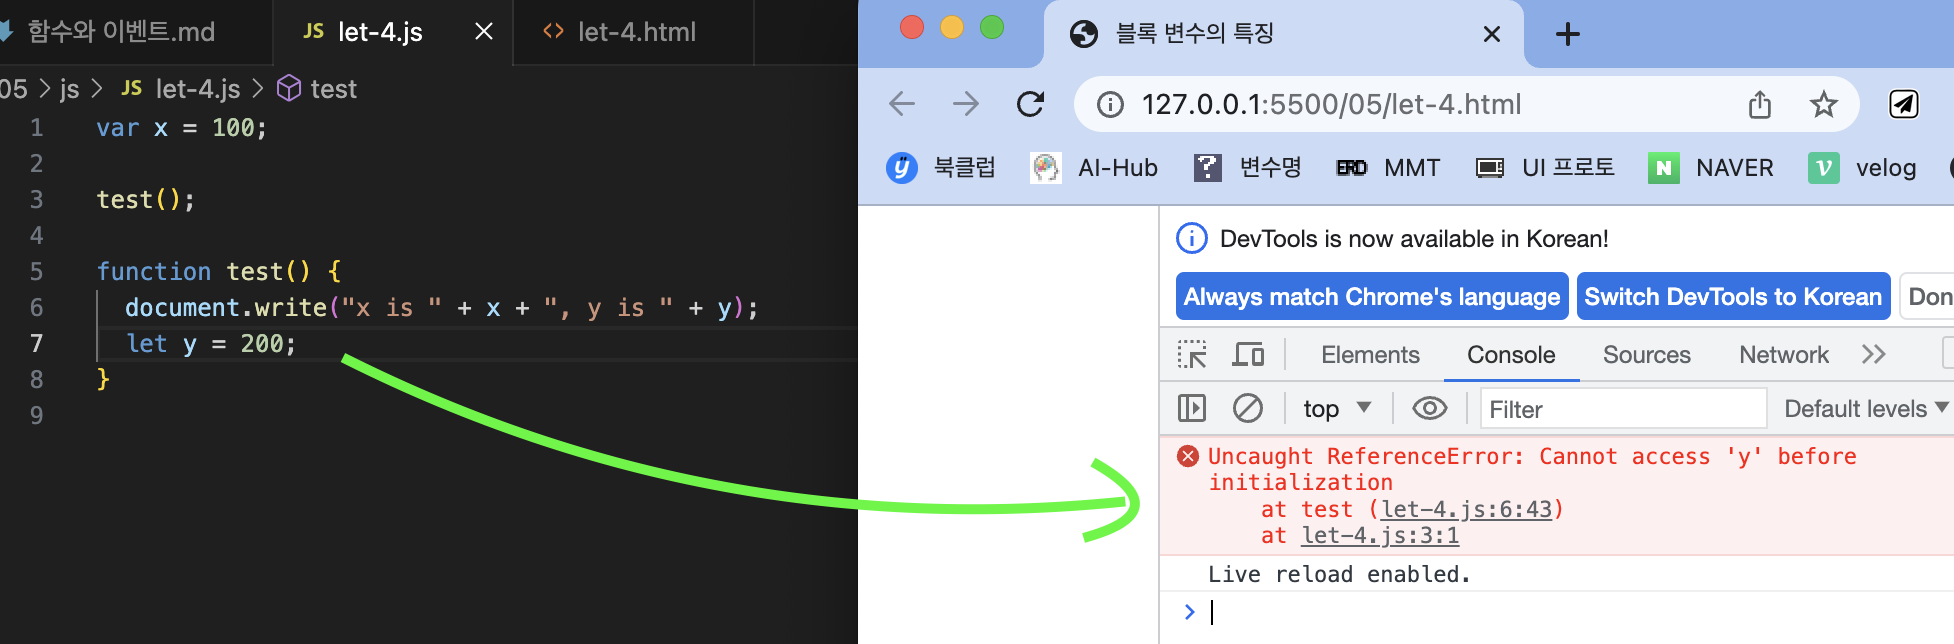 함수와 이벤트.md
JS let-4.js
<> let-4.html
05 > js > JS let-4.js > test
1 var x = 100;
2
3 test();
4
5 function test() {
6 document.write("x is " + x + ", y is " + y);
7 let y = 200;
8 }
9
블록 변수의 특징
127.0.0.1:5500/05/let-4.html
북클럽
AI-Hub
변수명
ERD MMT
UI 프로토
N NAVER
velog
DevTools is now available in Korean!
Always match Chrome's language
Switch DevTools to Korean
Don
Elements Console Sources Network
top
Filter
Default levels
Uncaught ReferenceError: Cannot access 'y' before
initialization
at test (let-4.js:6:43)
at let-4.js:3:1
Live reload enabled.
>